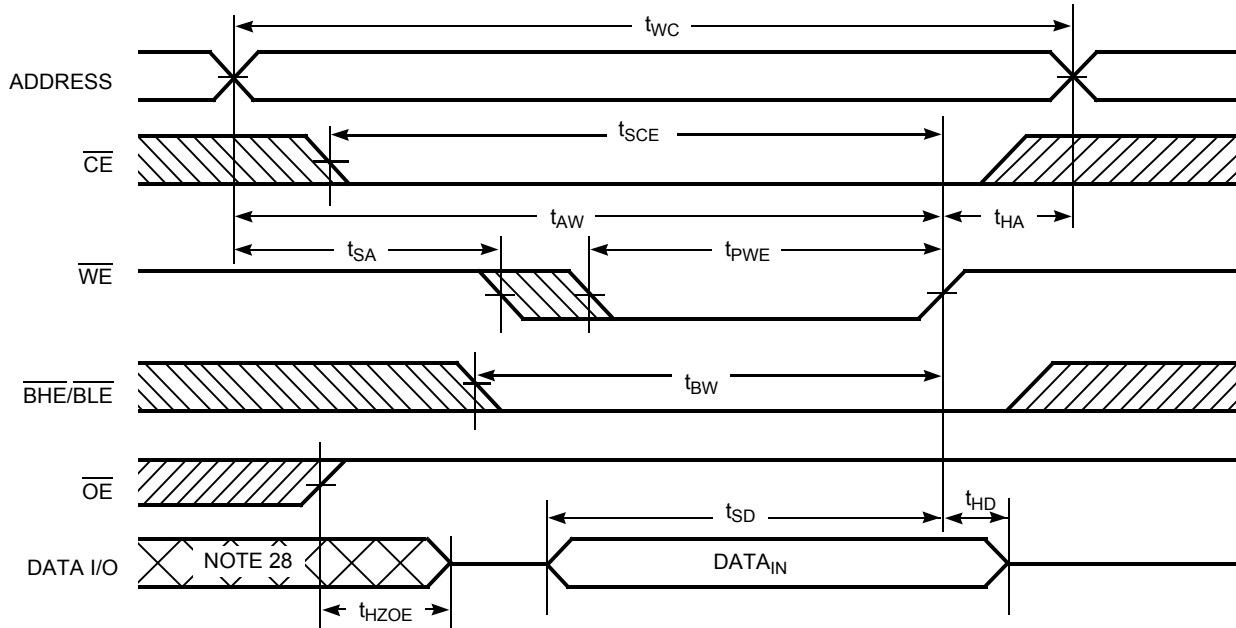 tWC
ADDRESS
tSCE
CE
tAW
tHA
tSA
tPWE
WE
tBW
BHE/BLE
OE
tSD
tHD
DATA I/O
NOTE 28
DATAIN
tHZOE